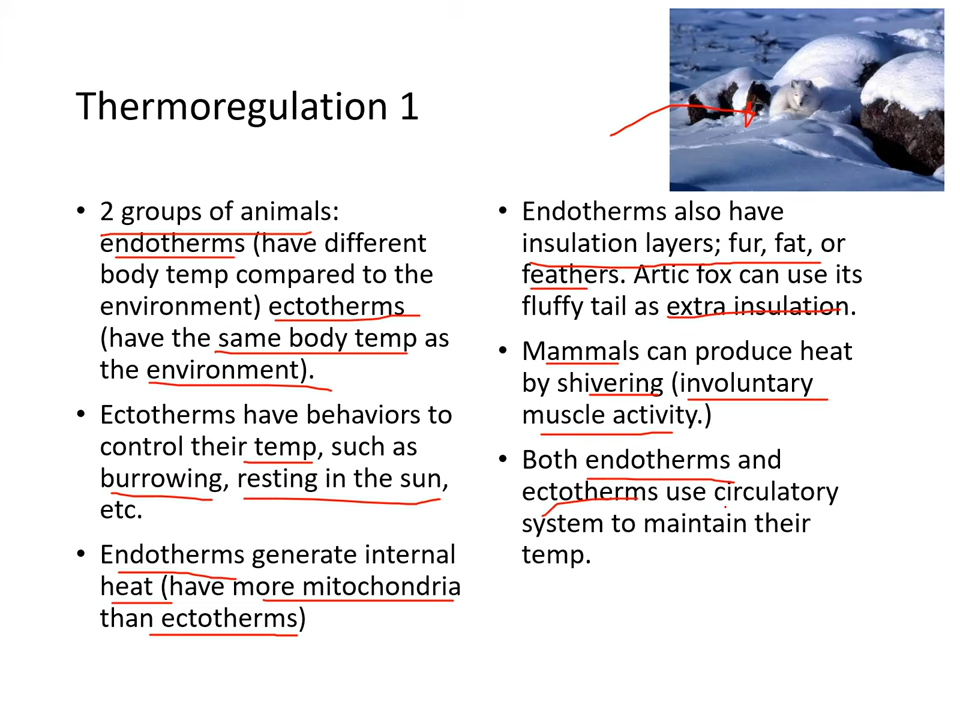 Thermoregulation 1
• 2 groups of animals:
endotherms (have different
body temp compared to the
environment) ectotherms
(have the same body temp as
the environment).
• Ectotherms have behaviors to
control their temp, such as
burrowing, resting in the sun,
etc.
• Endotherms generate internal
heat (have more mitochondria
than ectotherms)
• Endotherms also have
insulation layers; fur, fat, or
feathers. Artic fox can use its
fluffy tail as extra insulation.
• Mammals can produce heat
by shivering (involuntary
muscle activity.)
• Both endotherms and
ectotherms use circulatory
system to maintain their
temp.